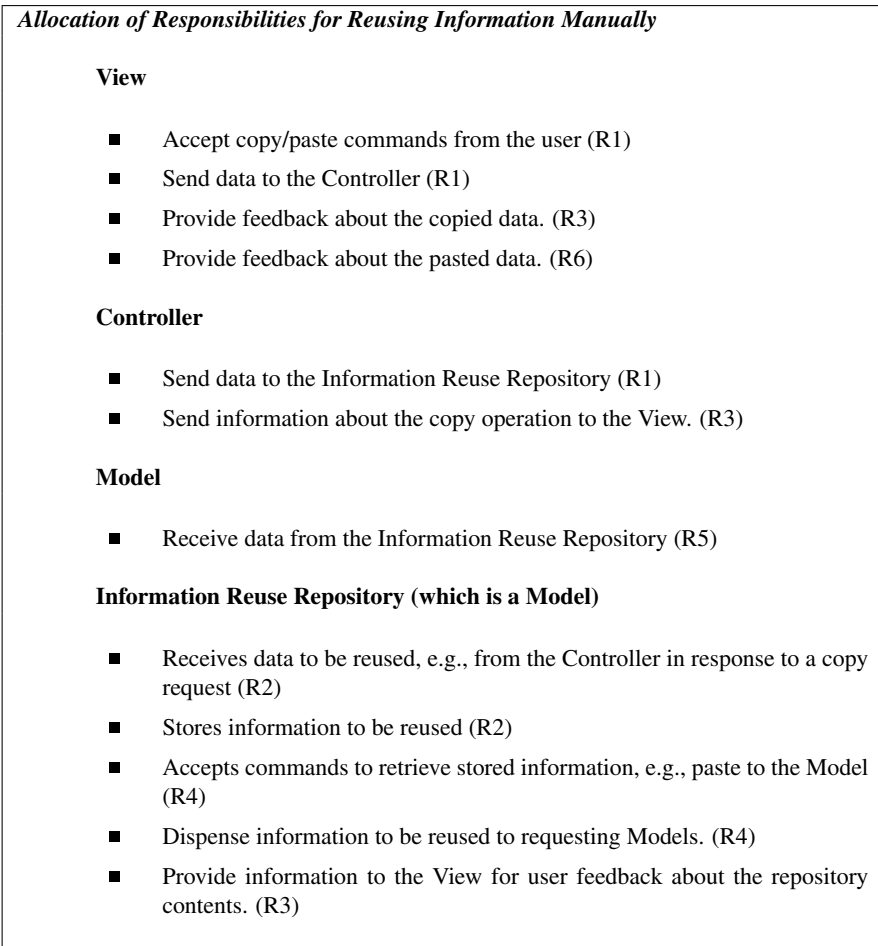 Allocation of Responsibilities for Reusing Information Manually
View
■ Accept copy/paste commands from the user (R1)
■ Send data to the Controller (R1)
■ Provide feedback about the copied data. (R3)
■ Provide feedback about the pasted data. (R6)
Controller
■ Send data to the Information Reuse Repository (R1)
■ Send information about the copy operation to the View. (R3)
Model
■ Receive data from the Information Reuse Repository (R5)
Information Reuse Repository (which is a Model)
■ Receives data to be reused, e.g., from the Controller in response to a copy
request (R2)
■ Stores information to be reused (R2)
■ Accepts commands to retrieve stored information, e.g., paste to the Model
(R4)
■ Dispense information to be reused to requesting Models. (R4)
■ Provide information to the View for user feedback about the repository
contents. (R3)